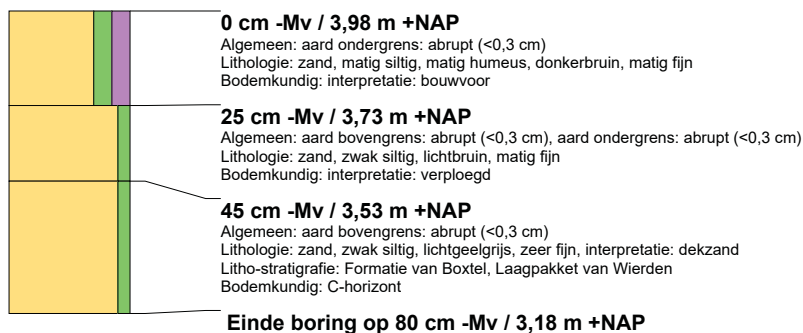 0 cm -Mv / 3,98 m +NAP
Algemeen: aard ondergrens: abrupt (<0,3 cm)
Lithologie: zand, matig siltig, matig humeus, donkerbruin, matig fijn
Bodemkundig: interpretatie: bouwvoor
25 cm -Mv / 3,73 m +NAP
Algemeen: aard bovengrens: abrupt (<0,3 cm), aard ondergrens: abrupt (<0,3 cm)
Lithologie: zand, zwak siltig, lichtbruin, matig fijn
Bodemkundig: interpretatie: verploegd
45 cm -Mv / 3,53 m +NAP
Algemeen: aard bovengrens: abrupt (<0,3 cm)
Lithologie: zand, zwak siltig, lichtgeelgrijs, zeer fijn, interpretatie: dekzand
Litho-stratigrafie: Formatie van Boxtel, Laagpakket van Wierden
Bodemkundig: C-horizont
Einde boring op 80 cm -Mv / 3,18 m +NAP